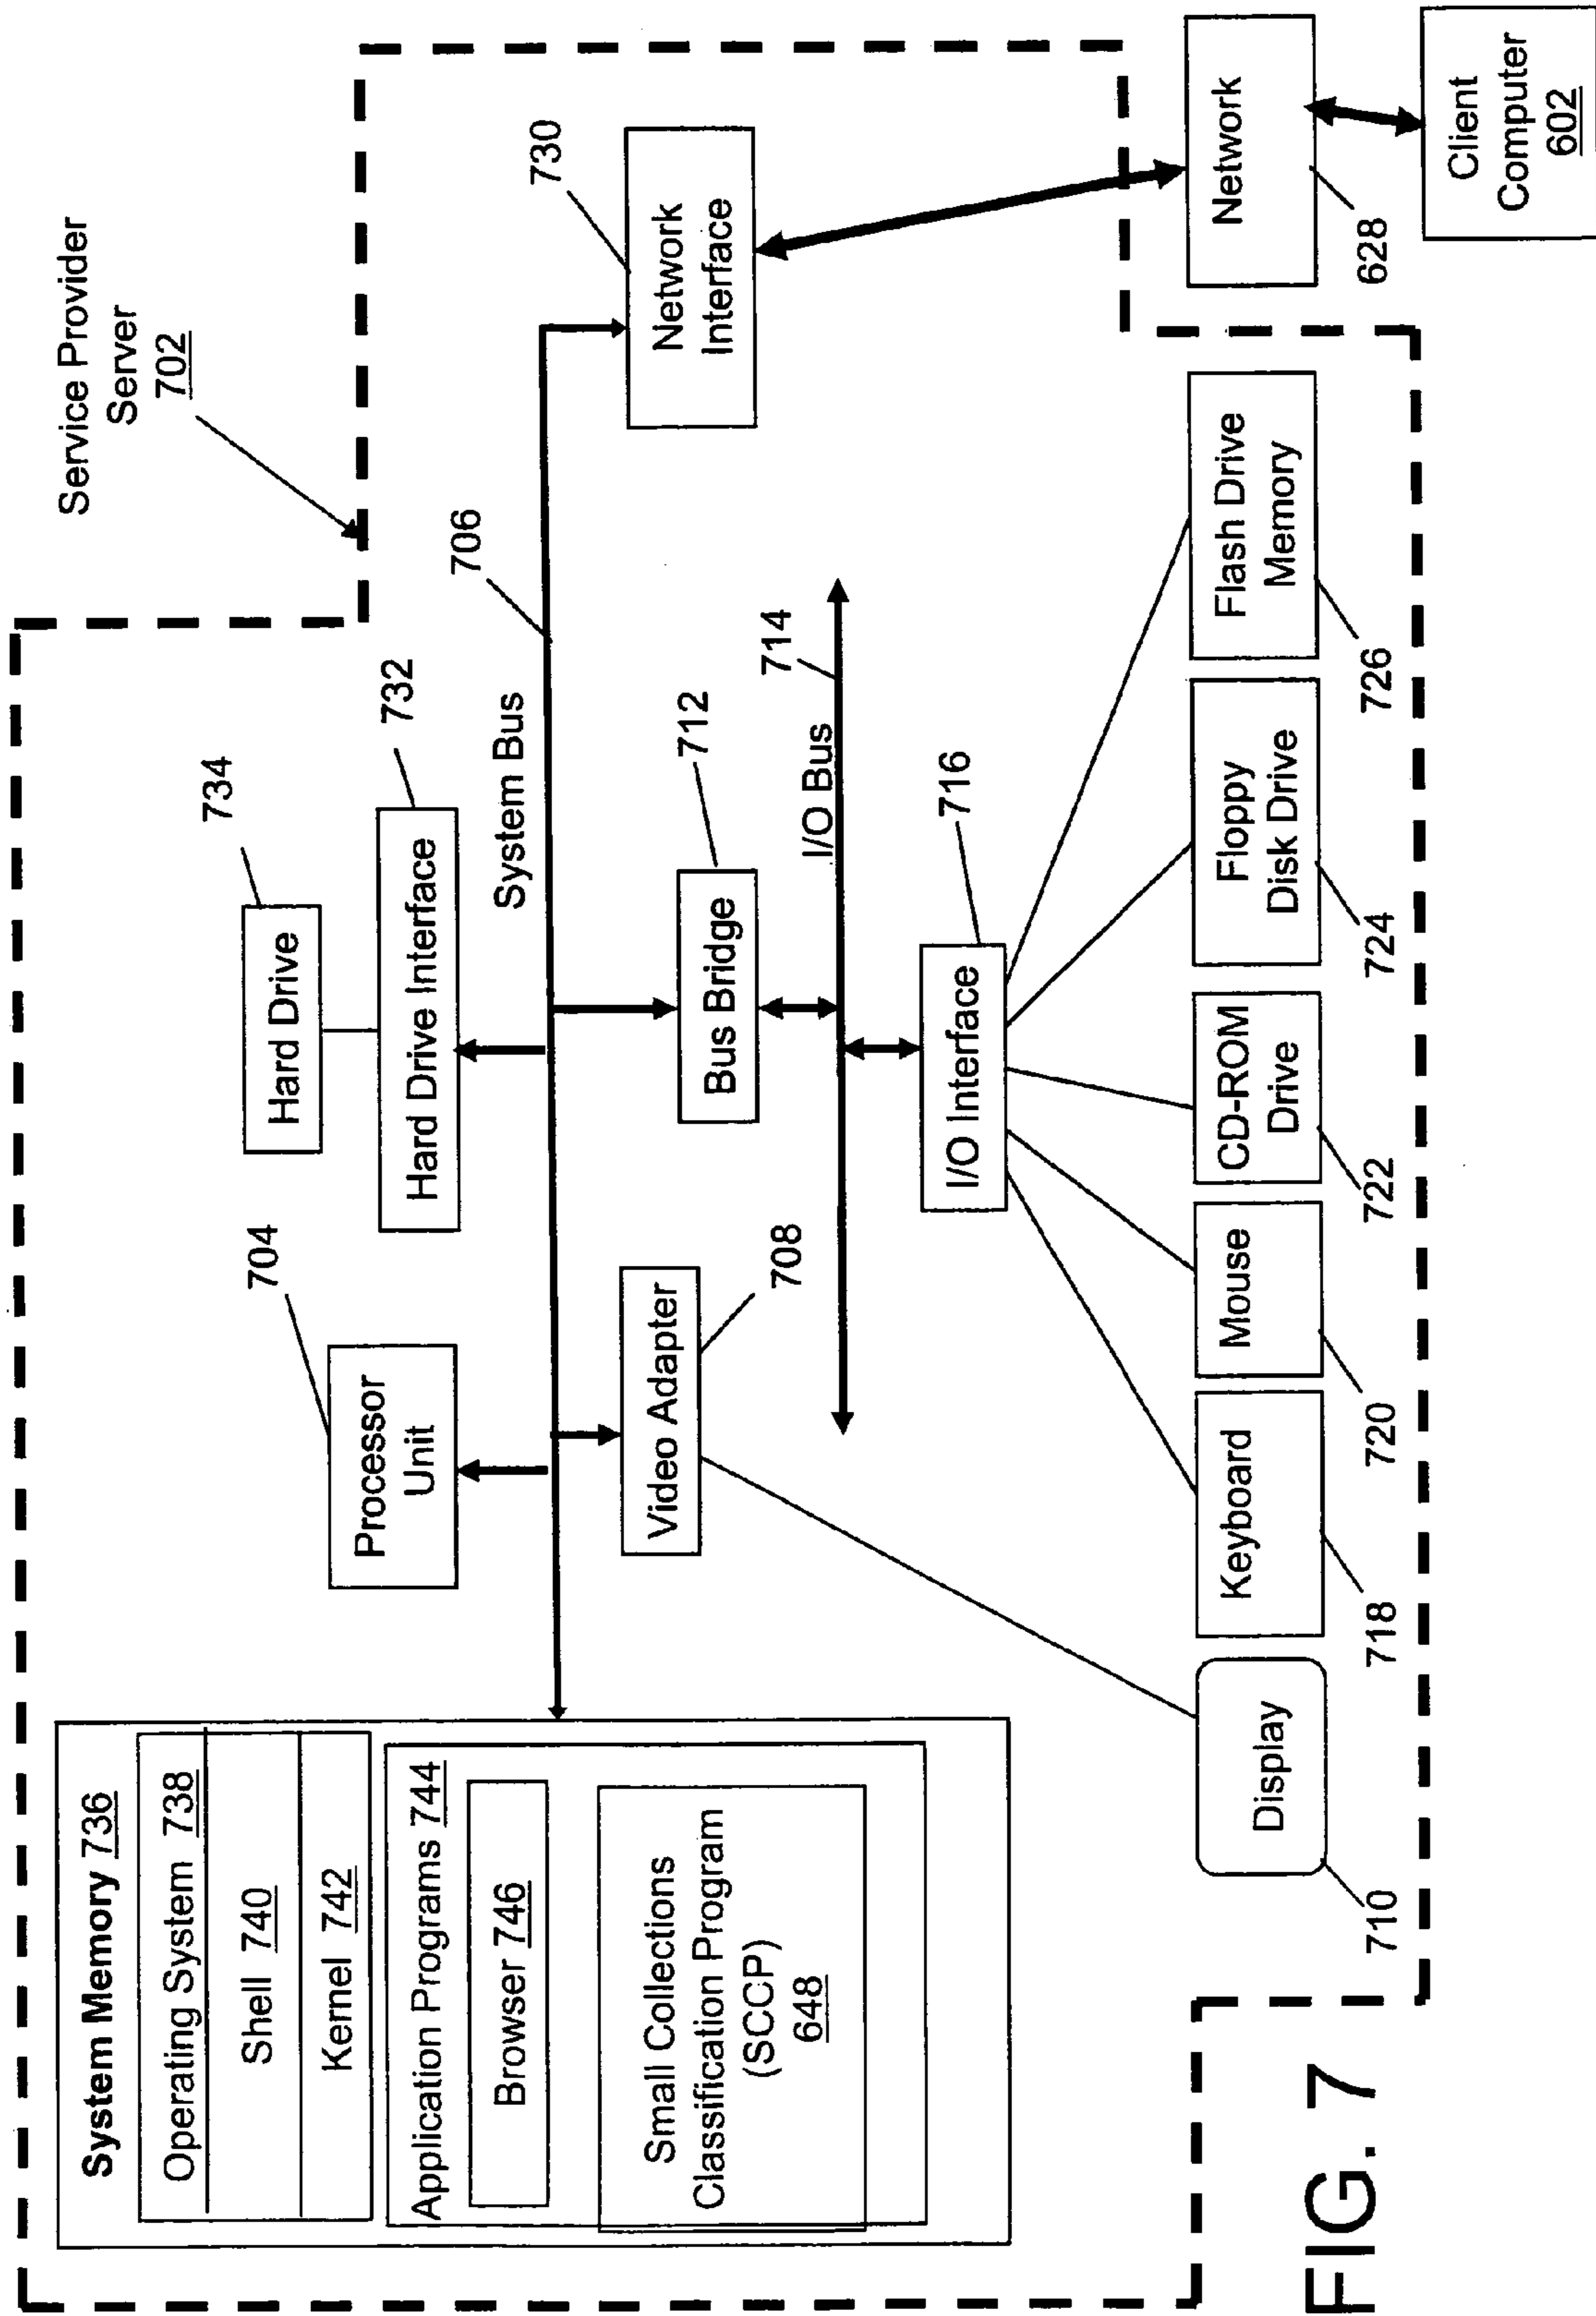 Service Provider
Server
702
System Memory 736
Operating System 738
Shell 740
Kernel 742
Application Programs 744
Browser 746
Small Collections
Classification Program
(SCCP)
648
704
Processor
Unit
734
Hard Drive
732
Hard Drive Interface
System Bus
706
730
Network
Interface
Video Adapter
708
712
Bus Bridge
I/O Bus
714
716
I/O Interface
Display
710
Keyboard
718
Mouse
720
CD-ROM
Drive
722
Floppy
Disk Drive
724
Flash Drive
Memory
726
Network
628
Client
Computer
602
FIG. 7